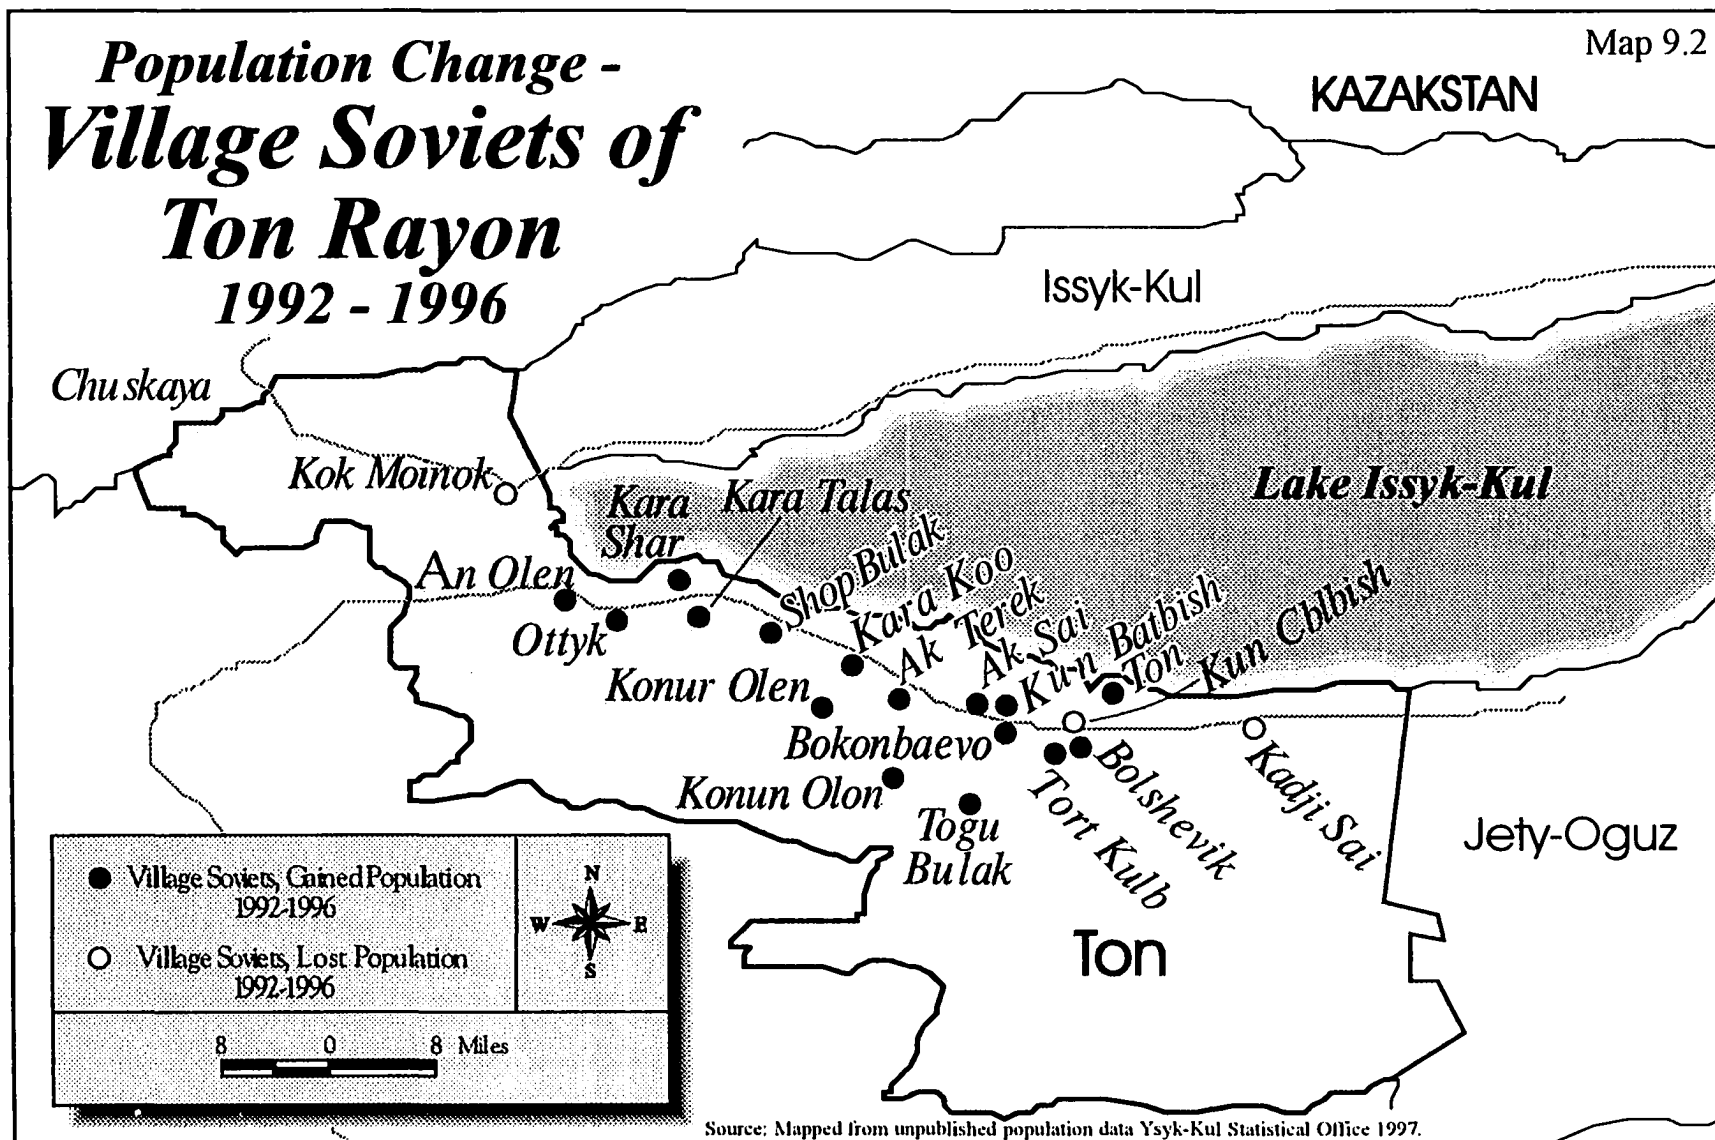 Map 9.2
Population Change -
Village Soviets of
Ton Rayon
1992 - 1996
KAZAKSTAN
Issyk-Kul
Chuskaya
Kok Moinok
Lake Issyk-Kul
Kara
Shar
Kara Talas
An Olen
Ottyk
Shop Bulak
Kara Koo
Ak Terek
Ak Sai
Kun Batbish
Ton
Kun Cblbish
Konur Olen
Bokonbaevo
Konun Olon
Togu
Bulak
Tort Kulb
Bolshevik
Kadji Sai
Jety-Oguz
Ton
Village Soviets, Gained Population
1992-1996
Village Soviets, Lost Population
1992-1996
N
W E
S
8 0 8 Miles
Source: Mapped from unpublished population data Ysyk-Kul Statistical Office 1997.